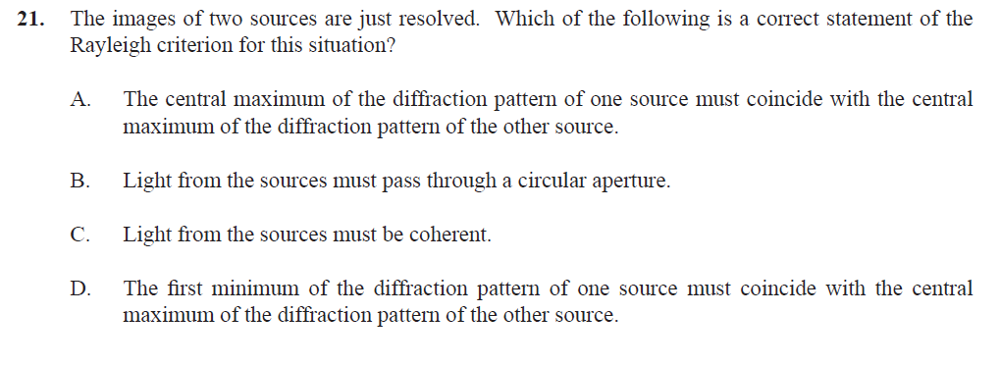 21. The images of two sources are just resolved. Which of the following is a correct statement of the
Rayleigh criterion for this situation?
A. The central maximum of the diffraction pattern of one source must coincide with the central
maximum of the diffraction pattern of the other source.
B. Light from the sources must pass through a circular aperture.
C. Light from the sources must be coherent.
D. The first minimum of the diffraction pattern of one source must coincide with the central
maximum of the diffraction pattern of the other source.